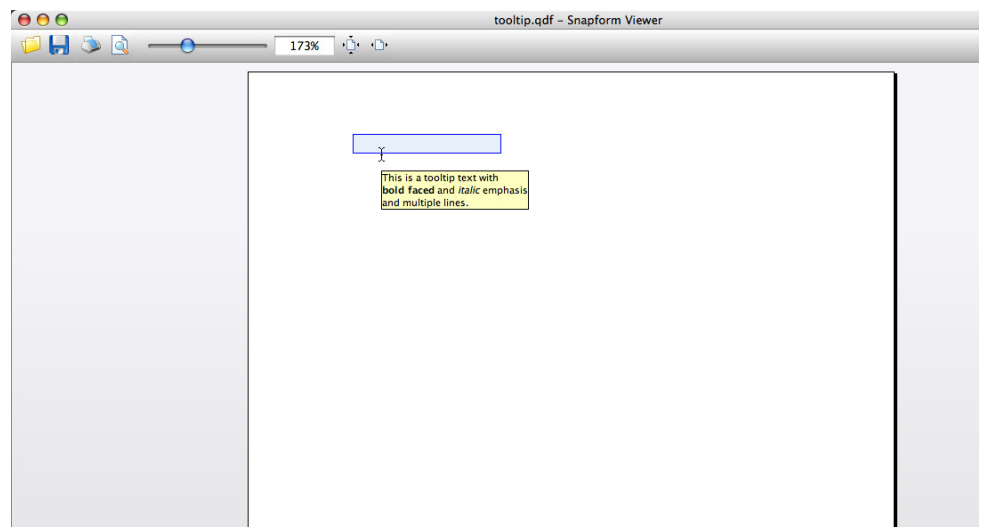 tooltip.qdf – Snapform Viewer
173%
This is a tooltip text with
bold faced and italic emphasis
and multiple lines.